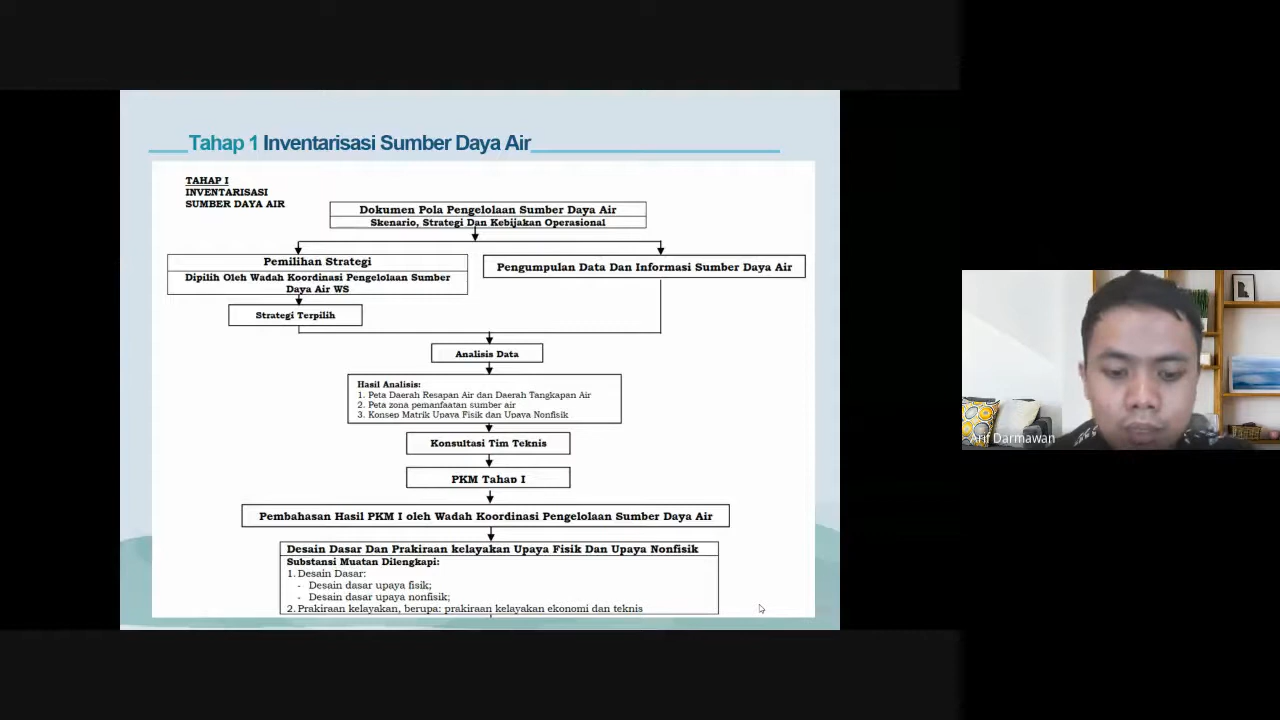 Tahap 1 Inventarisasi Sumber Daya Air
TAHAP I
INVENTARISASI
SUMBER DAYA AIR
Dokumen Pola Pengelolaan Sumber Daya Air
Skenario, Strategi Dan Kebijakan Operasional
Pemilihan Strategi
Dipilih Oleh Wadah Koordinasi Pengelolaan Sumber
Daya Air WS
Pengumpulan Data Dan Informasi Sumber Daya Air
Strategi Terpilih
Analisis Data
Hasil Analisis:
1. Peta Daerah Resapan Air dan Daerah Tangkapan Air
2. Peta zona pemanfaatan sumber air
3. Konsep Matrik Upaya Fisik dan Upaya Nonfisik
Konsultasi Tim Teknis
PKM Tahap I
Pembahasan Hasil PKM I oleh Wadah Koordinasi Pengelolaan Sumber Daya Air
Desain Dasar Dan Prakiraan kelayakan Upaya Fisik Dan Upaya Nonfisik
Substansi Muatan Dilengkapi:
1. Desain Dasar:
- Desain dasar upaya fisik;
- Desain dasar upaya nonfisik;
2. Prakiraan kelayakan, berupa: prakiraan kelayakan ekonomi dan teknis
Arif Darmawan